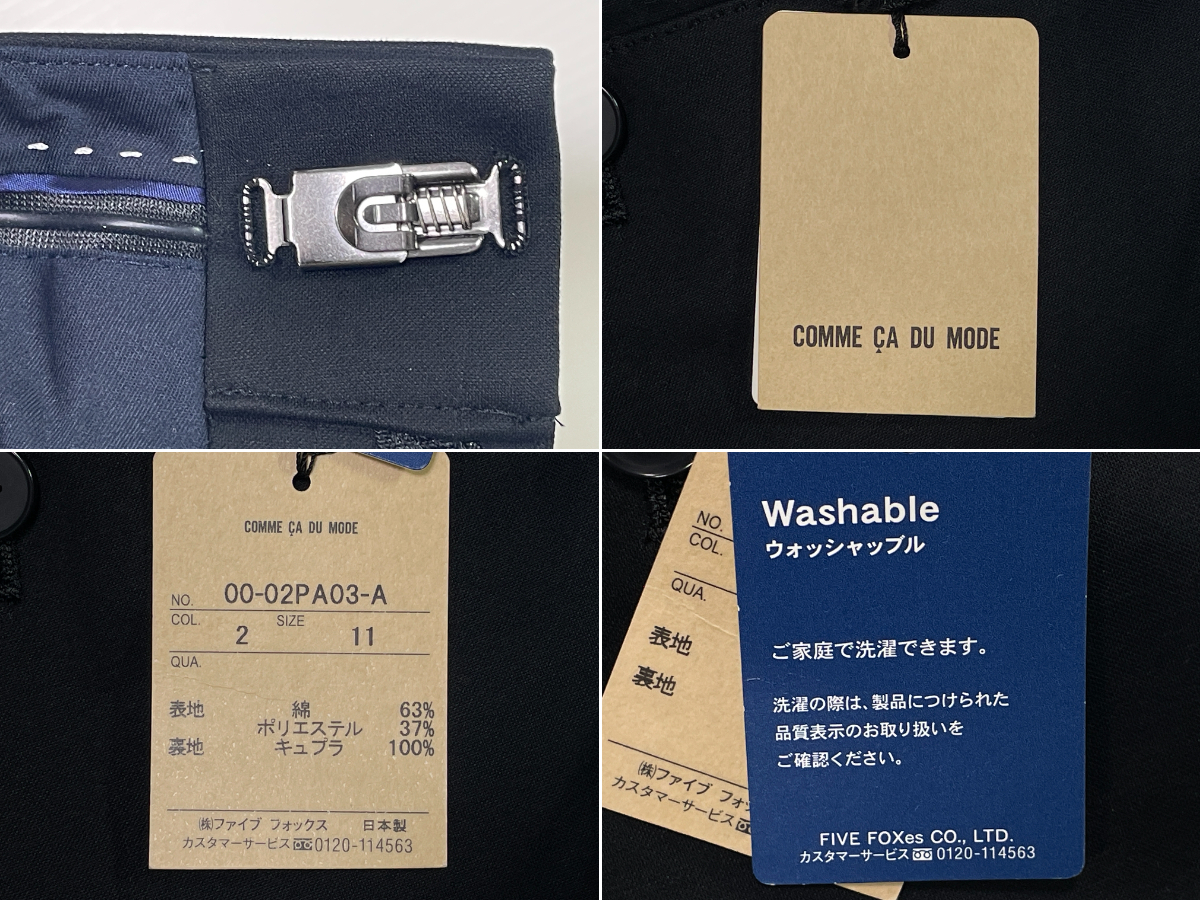 COMME ÇA DU MODE
COMME ÇA DU MODE
NO. 00-02PA03-A
COL. 2 SIZE 11
QUA.
表地 綿 63%
ポリエステル 37%
裏地 キュプラ 100%
㈱ファイブ フォックス 日本製
カスタマーサービス 0120-114563
NO.
COL.
QUA.
表地
裏地
㈱ファイブ フォッ
カスタマーサービス
Washable
ウォッシャッブル
ご家庭で洗濯できます。
洗濯の際は、製品につけられた
品質表示のお取り扱いを
ご確認ください。
FIVE FOXes CO., LTD.
カスタマーサービス 0120-114563